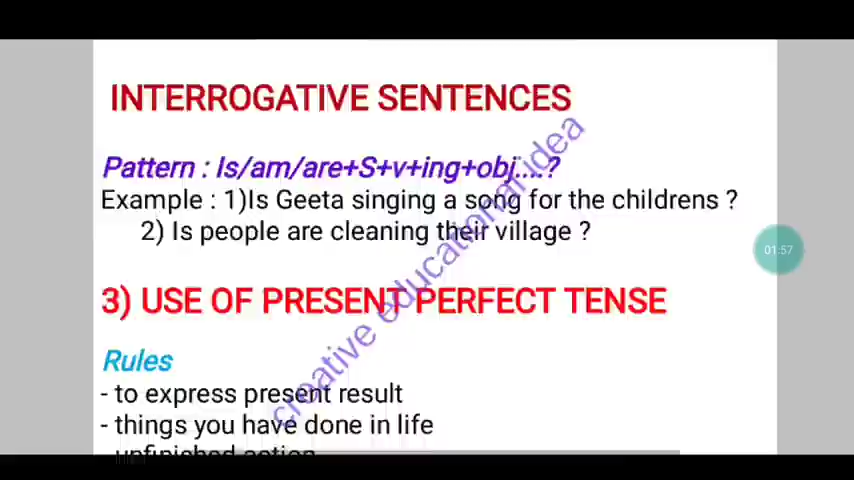 INTERROGATIVE SENTENCES
Pattern : Is/am/are+S+v+ing+obj....?
Example : 1)Is Geeta singing a song for the childrens ?
2) Is people are cleaning their village ?
01:57
3) USE OF PRESENT PERFECT TENSE
Rules
- to express present result
- things you have done in life
- unfinished action
creative educational idea